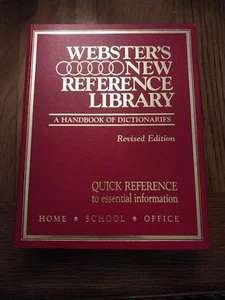 WEBSTER'S
NEW
REFERENCE
LIBRARY
A HANDBOOK OF DICTIONARIES
Revised Edition
QUICK REFERENCE
to essential information
HOME • SCHOOL • OFFICE